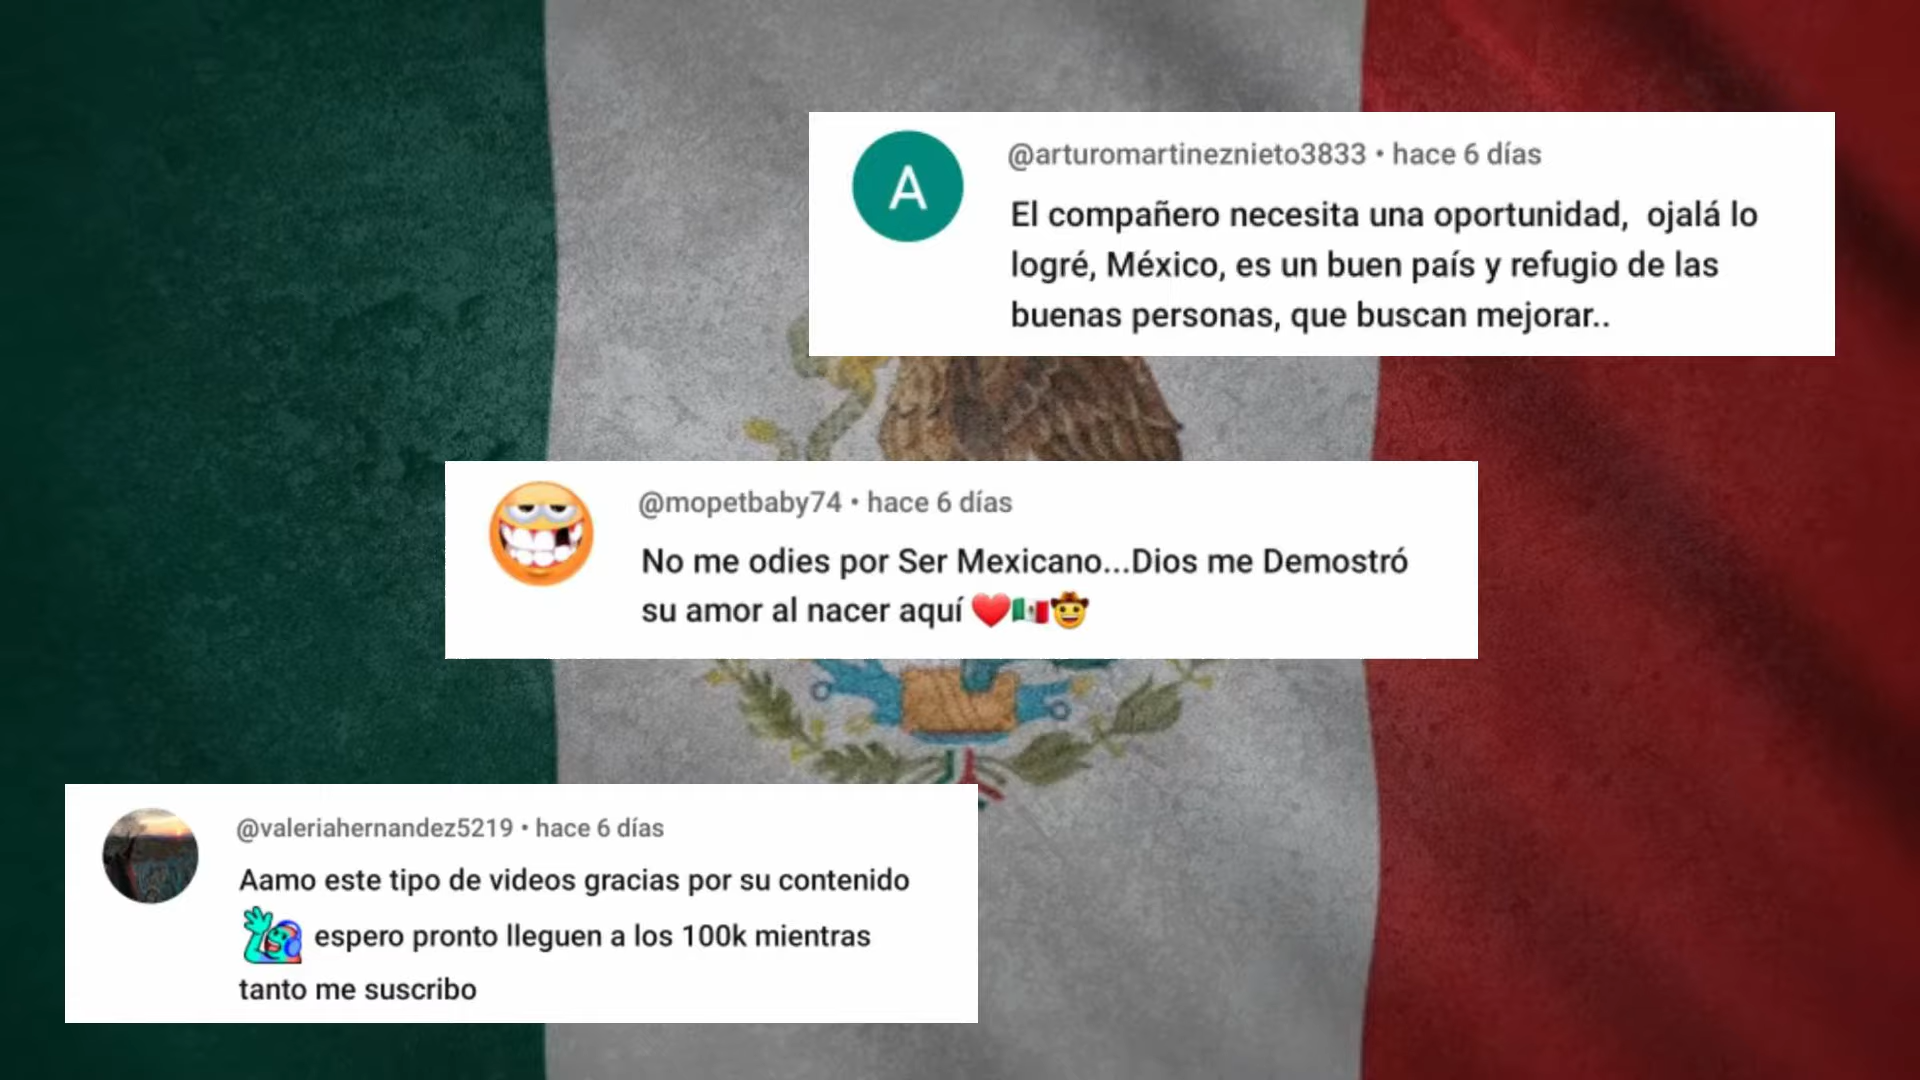 @arturomartineznieto3833 • hace 6 días
El compañero necesita una oportunidad, ojalá lo
logré, México, es un buen país y refugio de las
buenas personas, que buscan mejorar..
@mopetbaby74 • hace 6 días
No me odies por Ser Mexicano...Dios me Demostró
su amor al nacer aquí ❤️🇲🇽🤠
@valeriahernandez5219 • hace 6 días
Aamo este tipo de videos gracias por su contenido
espero pronto lleguen a los 100k mientras
tanto me suscribo
A